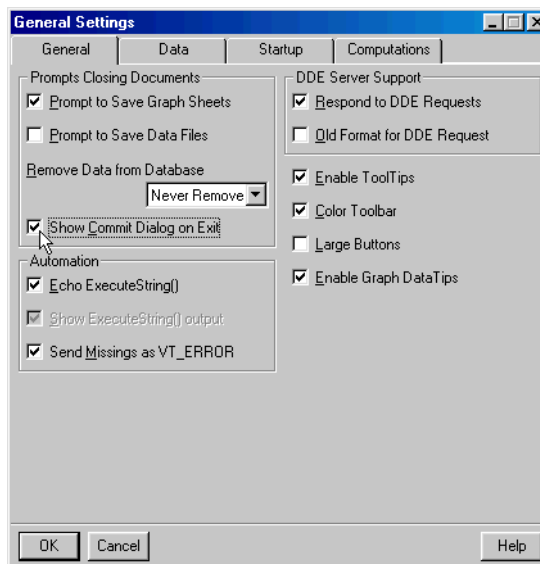 General Settings
General
Data
Startup
Computations
Prompts Closing Documents
Prompt to Save Graph Sheets
Prompt to Save Data Files
Remove Data from Database
Never Remove
Show Commit Dialog on Exit
Automation
Echo ExecuteString()
Show ExecuteString() output
Send Missings as VT_ERROR
DDE Server Support
Respond to DDE Requests
Old Format for DDE Request
Enable ToolTips
Color Toolbar
Large Buttons
Enable Graph DataTips
OK
Cancel
Help